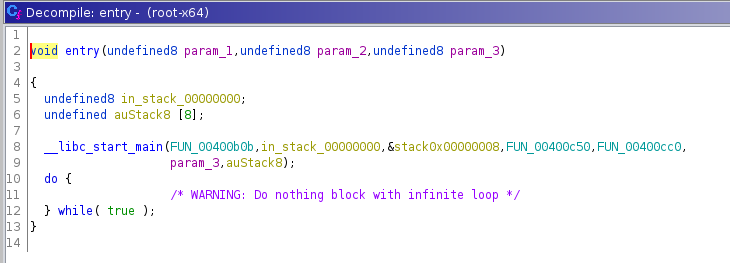 Decompile: entry - (root-x64)
1
2 void entry(undefined8 param_1,undefined8 param_2,undefined8 param_3)
3
4 {
5 undefined8 in_stack_00000000;
6 undefined auStack8 [8];
7
8 __libc_start_main(FUN_00400b0b,in_stack_00000000,&stack0x00000008,FUN_00400c50,FUN_00400cc0,
9 param_3,auStack8);
10 do {
11 /* WARNING: Do nothing block with infinite loop */
12 } while( true );
13 }
14